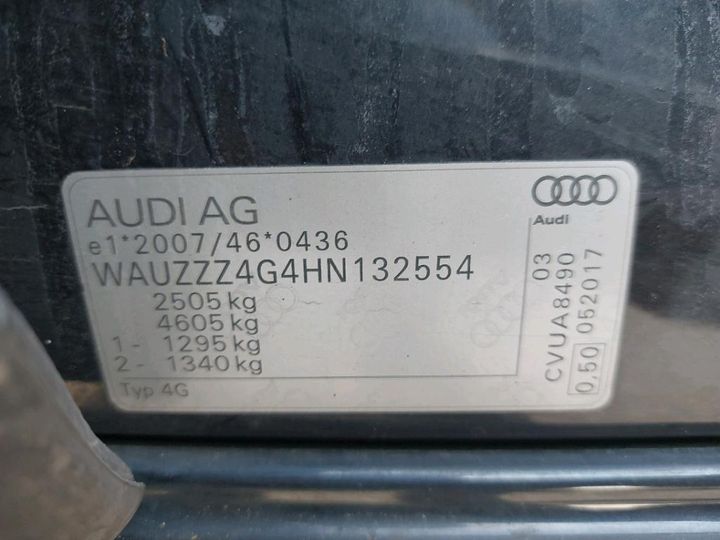 AUDI AG
Audi
e1*2007/46*0436
WAUZZZ4G4HN132554
2505 kg
4605 kg
1 - 1295 kg
2 - 1340 kg
Typ 4G
03
CVUA8490
0,50 052017